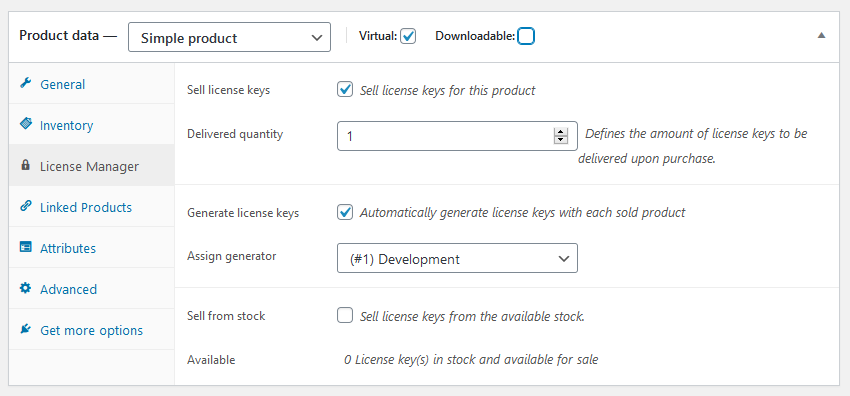 Product data — Simple product Virtual: Downloadable:
General
Inventory
License Manager
Linked Products
Attributes
Advanced
Get more options
Sell license keys Sell license keys for this product
Delivered quantity 1 Defines the amount of license keys to be
delivered upon purchase.
Generate license keys Automatically generate license keys with each sold product
Assign generator (#1) Development
Sell from stock Sell license keys from the available stock.
Available 0 License key(s) in stock and available for sale